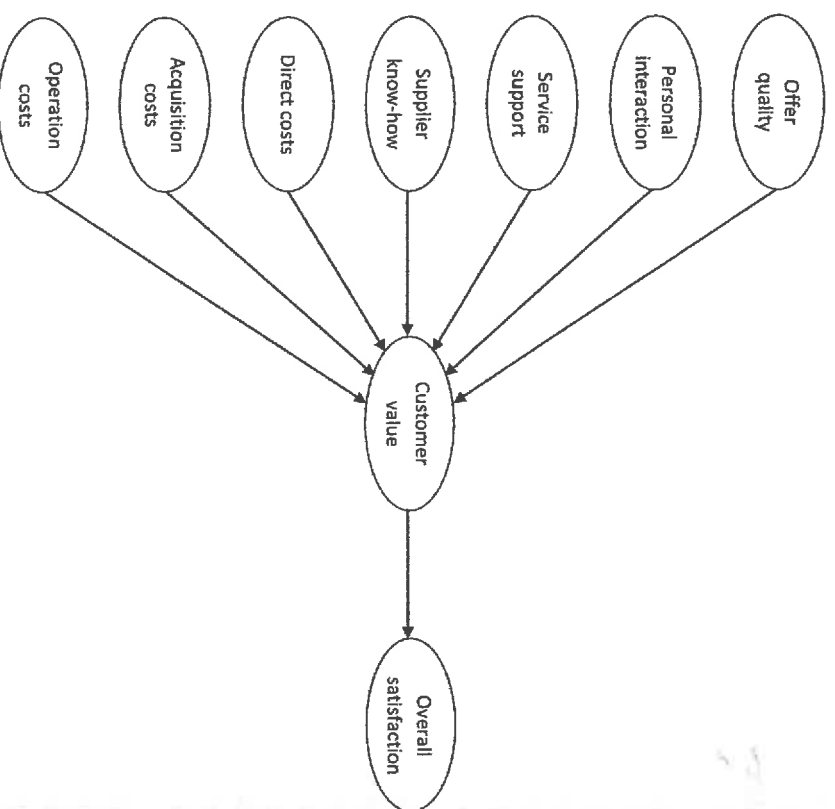 Offer
quality
Personal
interaction
Service
support
Supplier
know-how
Direct costs
Acquisition
costs
Operation
costs
Customer
value
Overall
satisfaction